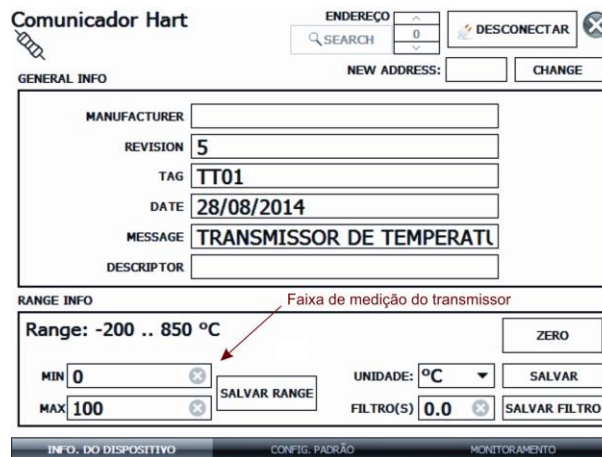 Comunicador Hart
ENDEREÇO
SEARCH
0
DESCONECTAR
NEW ADDRESS:
CHANGE
GENERAL INFO
MANUFACTURER
REVISION 5
TAG TT01
DATE 28/08/2014
MESSAGE TRANSMISSOR DE TEMPERATU
DESCRIPTOR
RANGE INFO
Faixa de medição do transmissor
Range: -200 .. 850 ºC
ZERO
MIN 0
SALVAR RANGE
UNIDADE: ºC
SALVAR
MAX 100
FILTRO(S) 0.0
SALVAR FILTRO
INFO. DO DISPOSITIVO
CONFIG. PADRÃO
MONITORAMENTO